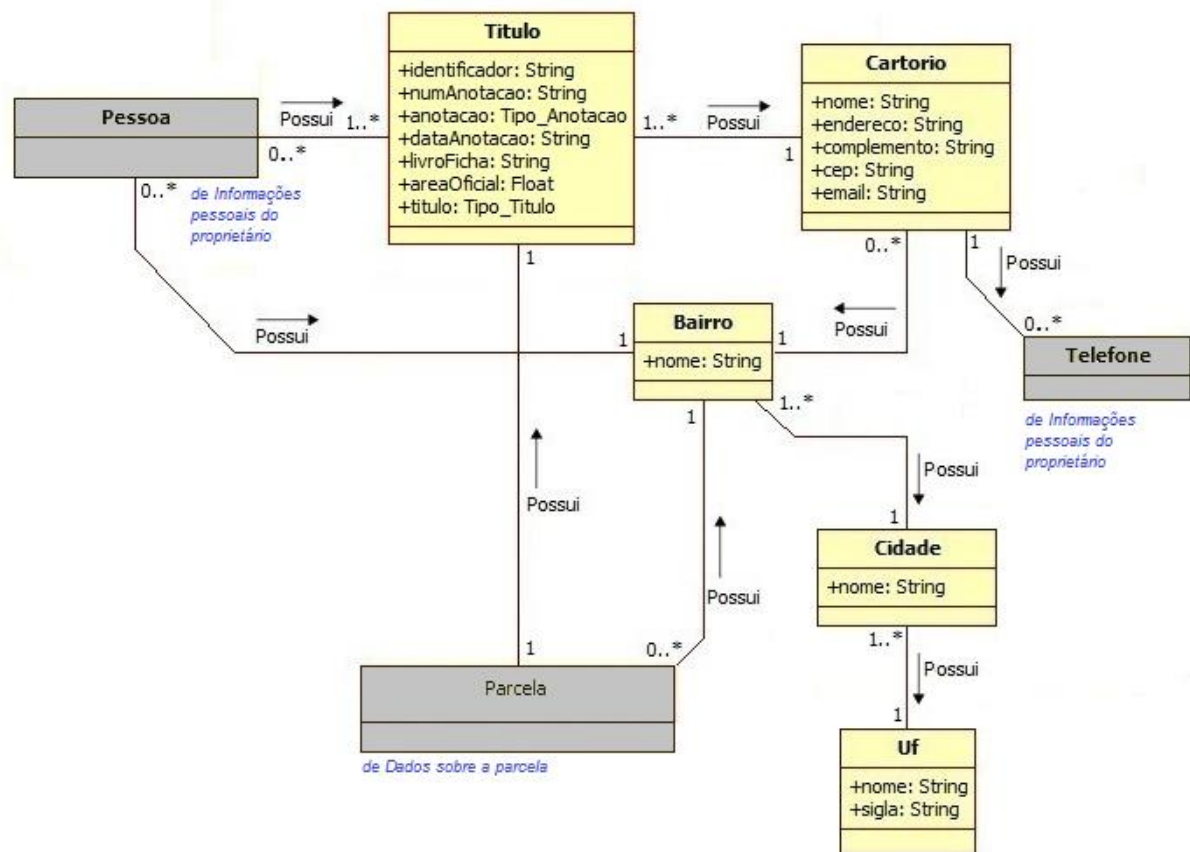 Titulo
+identificador: String
+numAnotacao: String
+anotacao: Tipo_Anotacao
+dataAnotacao: String
+livroFicha: String
+areaOficial: Float
+titulo: Tipo_Titulo
Cartorio
+nome: String
+endereco: String
+complemento: String
+cep: String
+email: String
Pessoa
de Informações
pessoais do
proprietário
Possui
0..*
1..*
1..*
Possui
1
0..*
Possui
1
1
0..*
Possui
1
1
Possui
0..*
Bairro
+nome: String
Telefone
de Informações
pessoais do
proprietário
1
1..*
Possui
1
Possui
Cidade
+nome: String
Possui
1
0..*
1..*
Possui
1
Parcela
de Dados sobre a parcela
Uf
+nome: String
+sigla: String